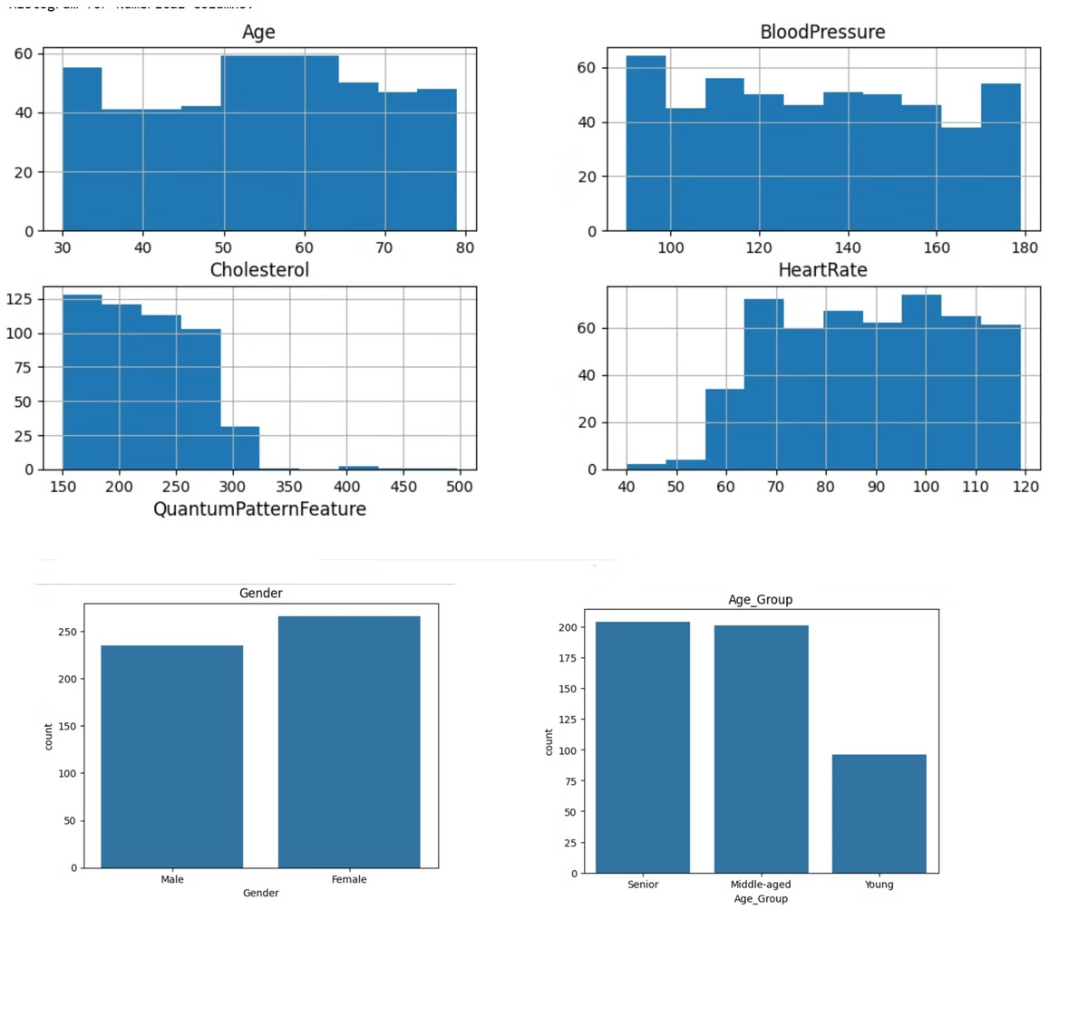 Age
60
40
20
0
30 40 50 60 70 80
BloodPressure
60
40
20
0
100 120 140 160 180
Cholesterol
125
100
75
50
25
0
150 200 250 300 350 400 450 500
HeartRate
60
40
20
0
40 50 60 70 80 90 100 110 120
QuantumPatternFeature
Gender
count
250
200
150
100
50
0
Male Female
Gender
Age_Group
count
200
175
150
125
100
75
50
25
0
Senior Middle-aged Young
Age_Group